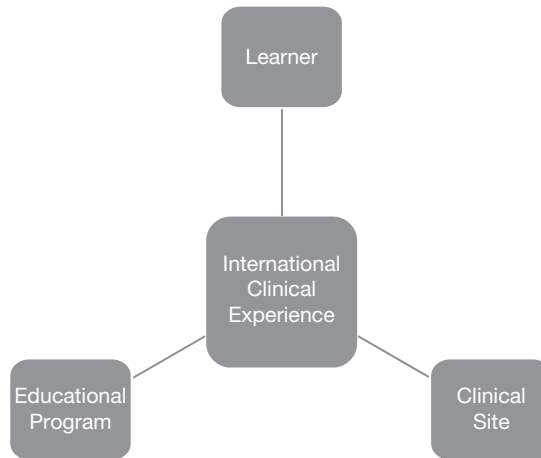 Learner
International
Clinical
Experience
Educational
Program
Clinical
Site